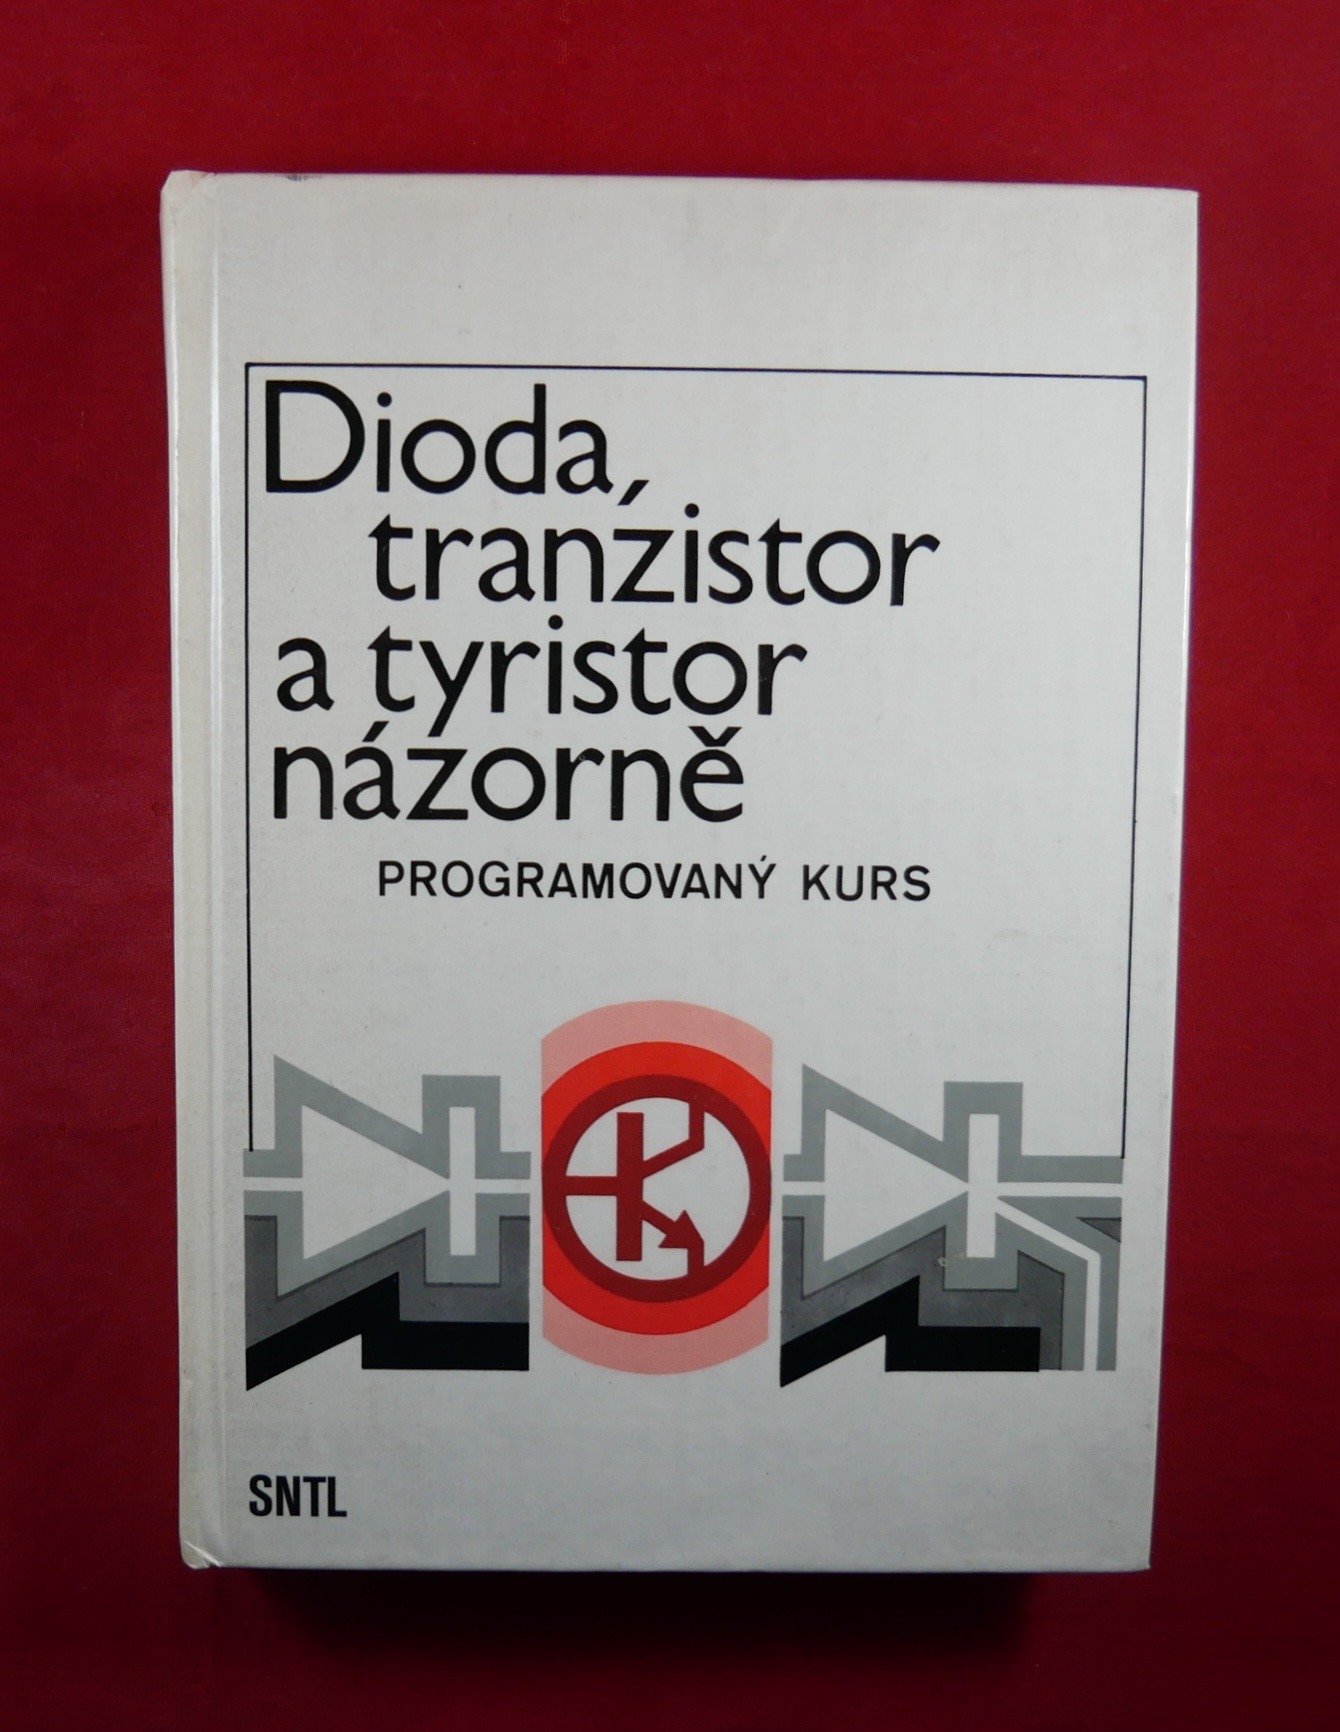 Dioda,
tranzistor
a tyristor
názorně
PROGRAMOVANÝ KURS
SNTL